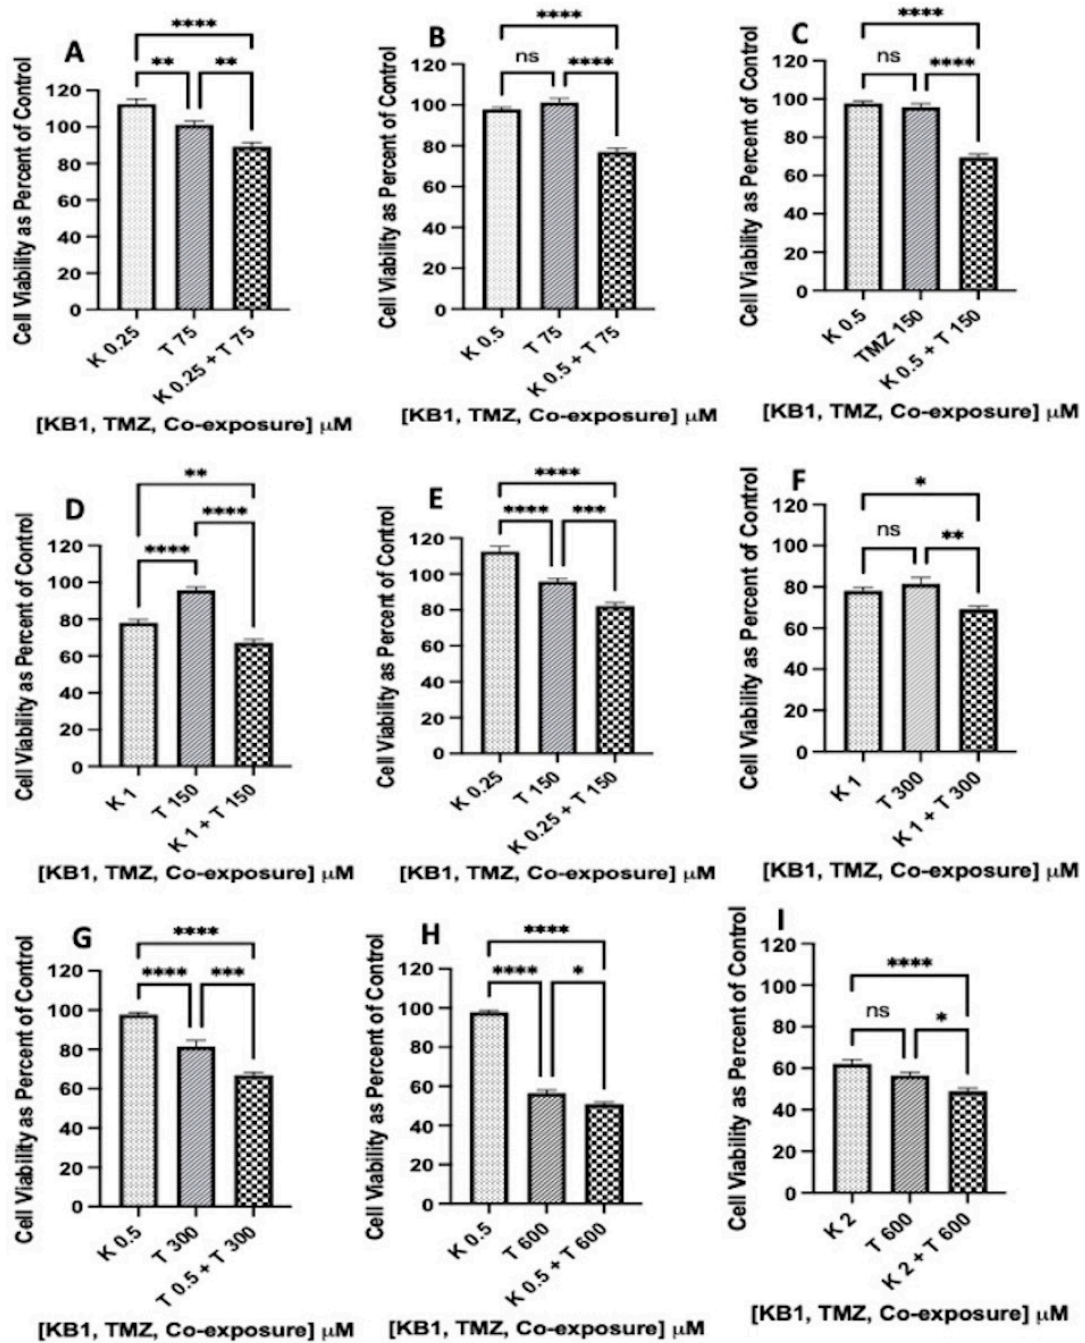 A
****
**
**
Cell Viability as Percent of Control
120
100
80
60
40
20
0
K 0.25
T 75
K 0.25 + T 75
[KB1, TMZ, Co-exposure] μM
B
****
ns
****
Cell Viability as Percent of Control
120
100
80
60
40
20
0
K 0.5
T 75
K 0.5 + T 75
[KB1, TMZ, Co-exposure] μM
C
****
ns
****
Cell Viability as Percent of Control
120
100
80
60
40
20
0
K 0.5
TMZ 150
K 0.5 + T 150
[KB1, TMZ, Co-exposure] μM
D
**
****
****
Cell Viability as Percent of Control
120
100
80
60
40
20
0
K 1
T 150
K 1 + T 150
[KB1, TMZ, Co-exposure] μM
E
****
****
***
Cell Viability as Percent of Control
120
100
80
60
40
20
0
K 0.25
T 150
K 0.25 + T 150
[KB1, TMZ, Co-exposure] μM
F
*
ns
**
Cell Viability as Percent of Control
120
100
80
60
40
20
0
K 1
T 300
K 1 + T 300
[KB1, TMZ, Co-exposure] μM
G
****
****
***
Cell Viability as Percent of Control
120
100
80
60
40
20
0
K 0.5
T 300
T 0.5 + T 300
[KB1, TMZ, Co-exposure] μM
H
****
****
*
Cell Viability as Percent of Control
120
100
80
60
40
20
0
K 0.5
T 600
K 0.5 + T 600
[KB1, TMZ, Co-exposure] μM
I
****
ns
*
Cell Viability as Percent of Control
120
100
80
60
40
20
0
K 2
T 600
K 2 + T 600
[KB1, TMZ, Co-exposure] μM